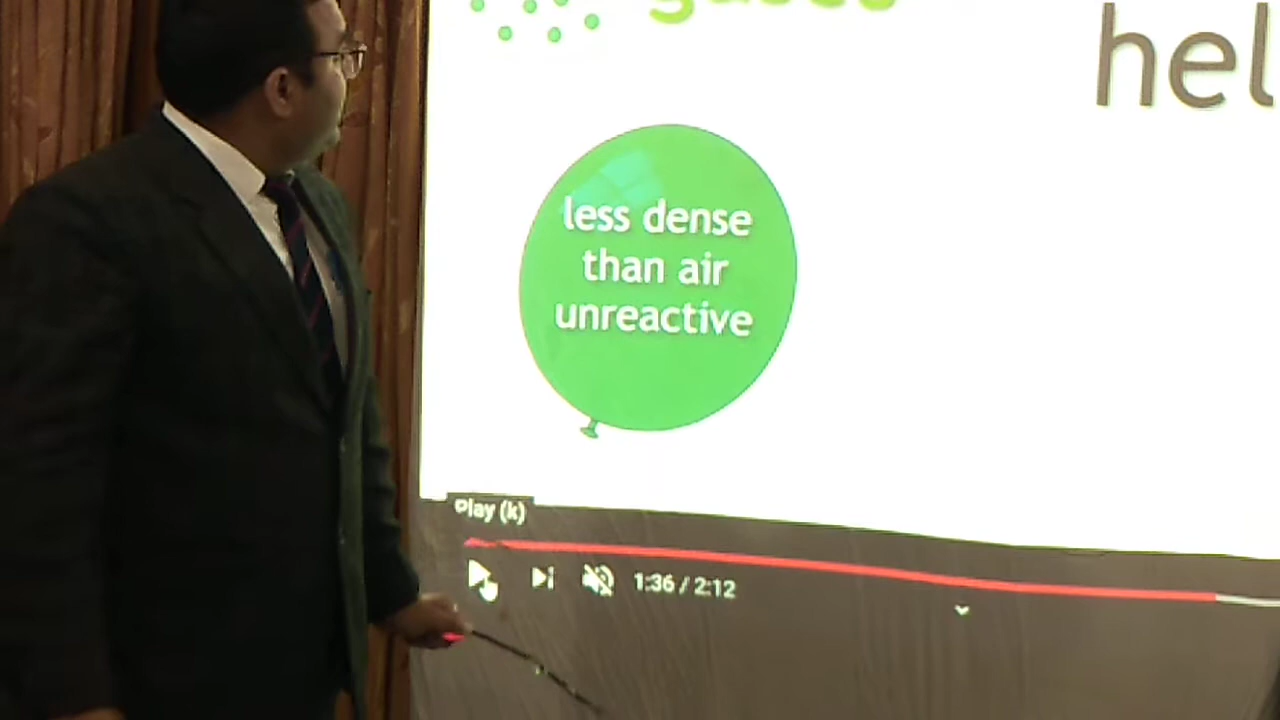 hel
less dense
than air
unreactive
Play (k)
1:36 / 2:12